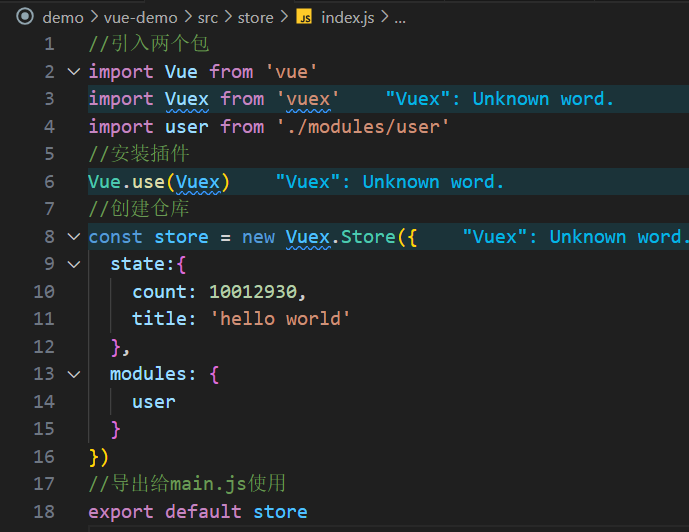 demo > vue-demo > src > store > JS index.js > ...
1 //引入两个包
2 import Vue from 'vue'
3 import Vuex from 'vuex' "Vuex": Unknown word.
4 import user from './modules/user'
5 //安装插件
6 Vue.use(Vuex) "Vuex": Unknown word.
7 //创建仓库
8 const store = new Vuex.Store({ "Vuex": Unknown word.
9 state:{
10 count: 10012930,
11 title: 'hello world'
12 },
13 modules: {
14 user
15 }
16 })
17 //导出给main.js使用
18 export default store